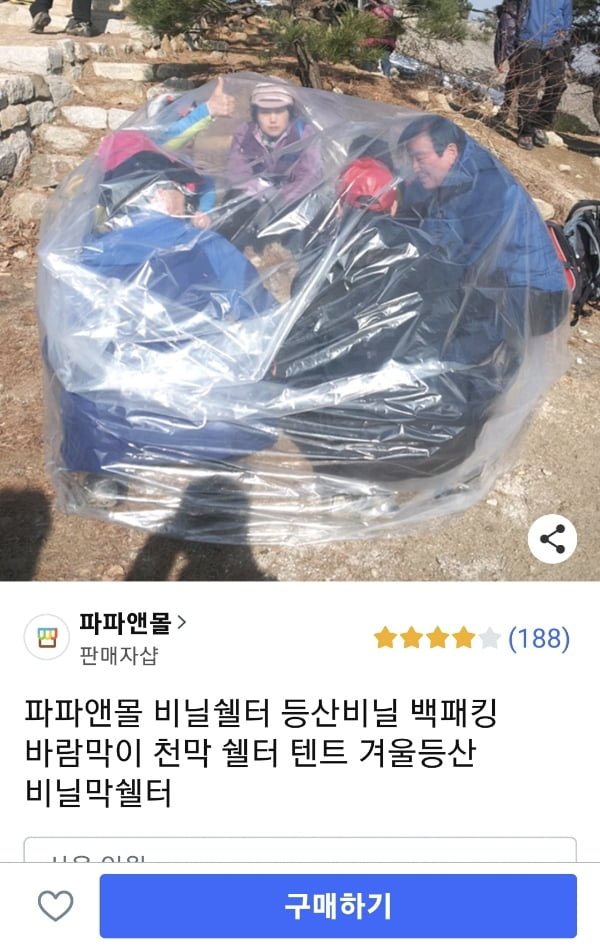 파파앤몰
판매자샵
(188)
파파앤몰 비닐쉘터 등산비닐 백패킹
바람막이 천막 쉘터 텐트 겨울등산
비닐막쉘터
구매하기